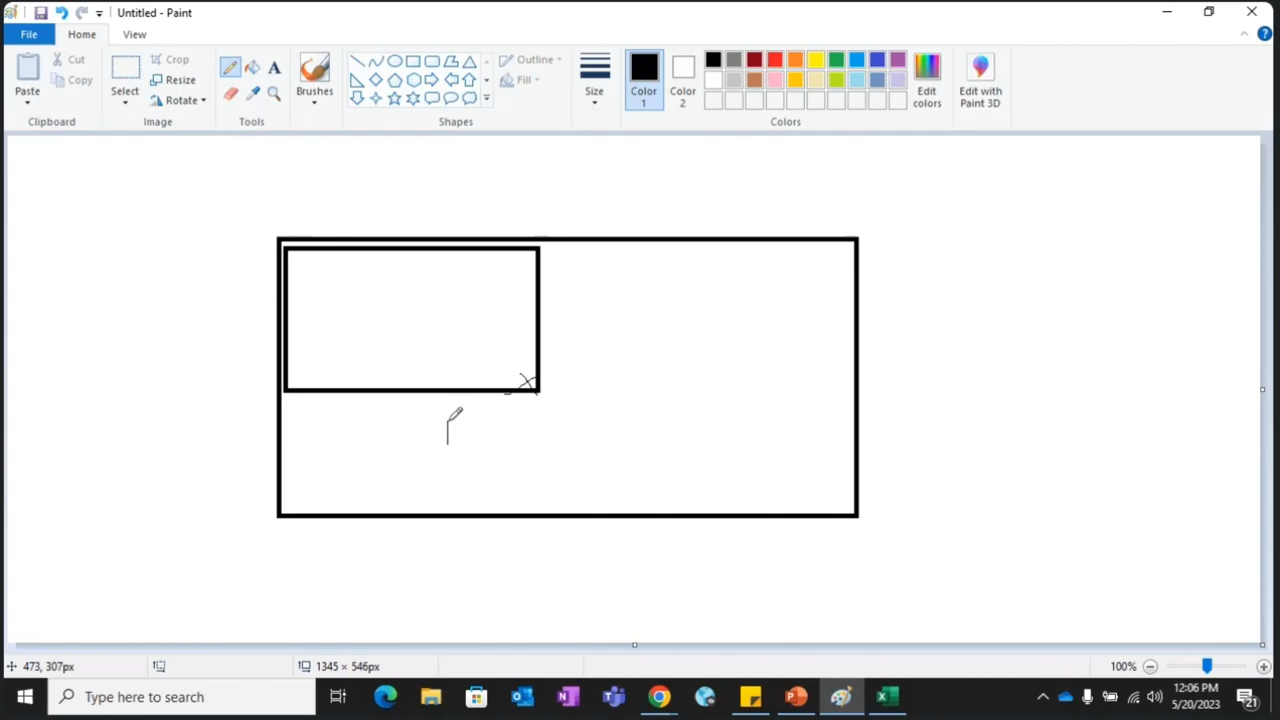 Untitled - Paint
File Home View
Paste
Cut
Copy
Clipboard
Select
Crop
Resize
Rotate
Image
A
Tools
Brushes
Shapes
Outline
Fill
Size
Color 1
Color 2
Edit colors
Colors
Edit with Paint 3D
473, 307px
1345 × 546px
100%
Type here to search
12:06 PM
5/20/2023
21